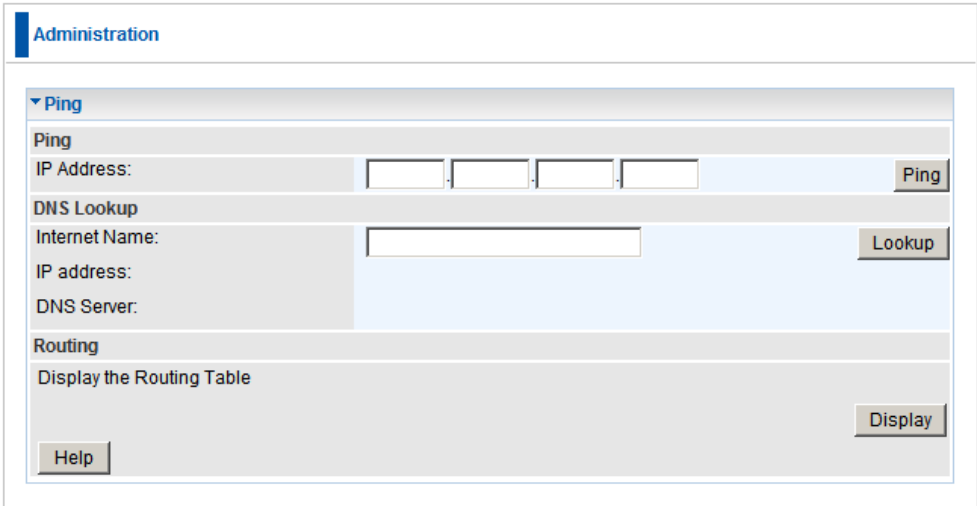 Administration
Ping
Ping
IP Address: . . . Ping
DNS Lookup
Internet Name: Lookup
IP address:
DNS Server:
Routing
Display the Routing Table
Display
Help